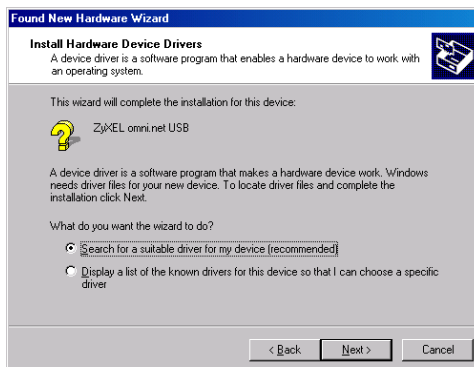 Found New Hardware Wizard
Install Hardware Device Drivers
A device driver is a software program that enables a hardware device to work with
an operating system.
This wizard will complete the installation for this device:
ZyXEL omni.net USB
A device driver is a software program that makes a hardware device work. Windows
needs driver files for your new device. To locate driver files and complete the
installation click Next.
What do you want the wizard to do?
Search for a suitable driver for my device (recommended)
Display a list of the known drivers for this device so that I can choose a specific
driver
< Back Next > Cancel